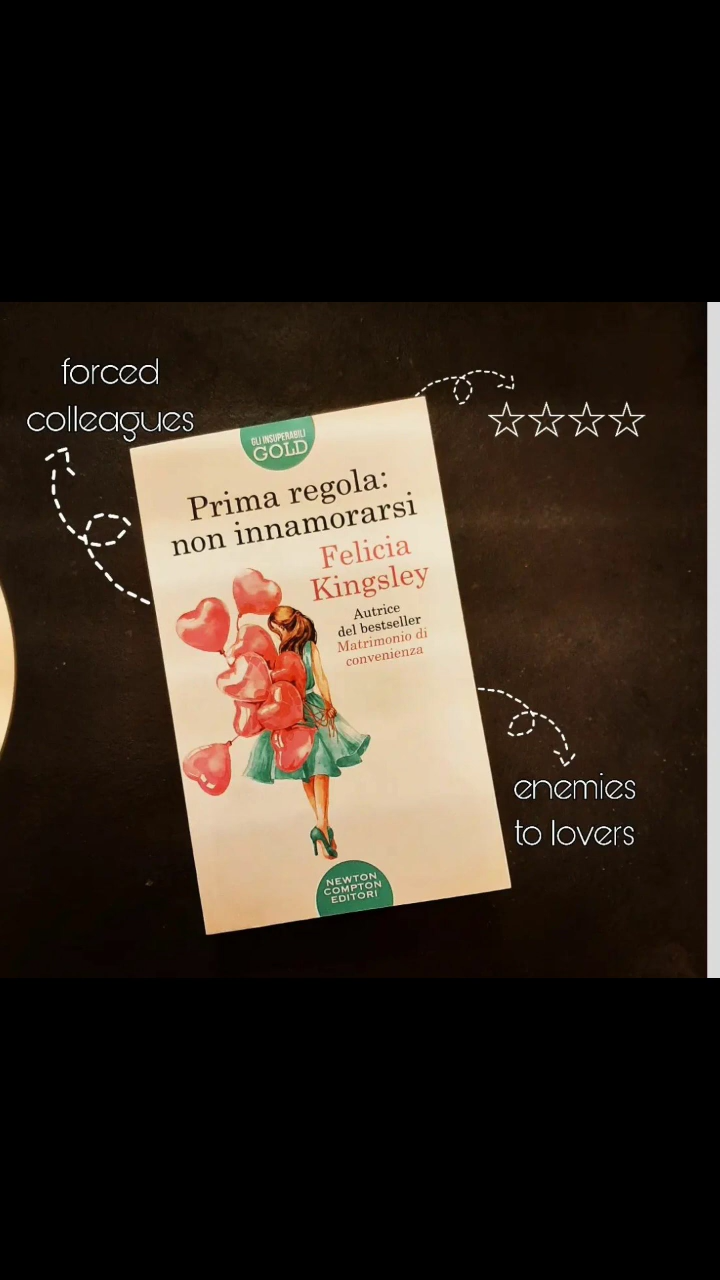 forced
colleagues
☆☆☆☆
GLI INSUPERABILI
GOLD
Prima regola:
non innamorarsi
Felicia
Kingsley
Autrice
del bestseller
Matrimonio di
convenienza
enemies
to lovers
NEWTON
COMPTON
EDITORI